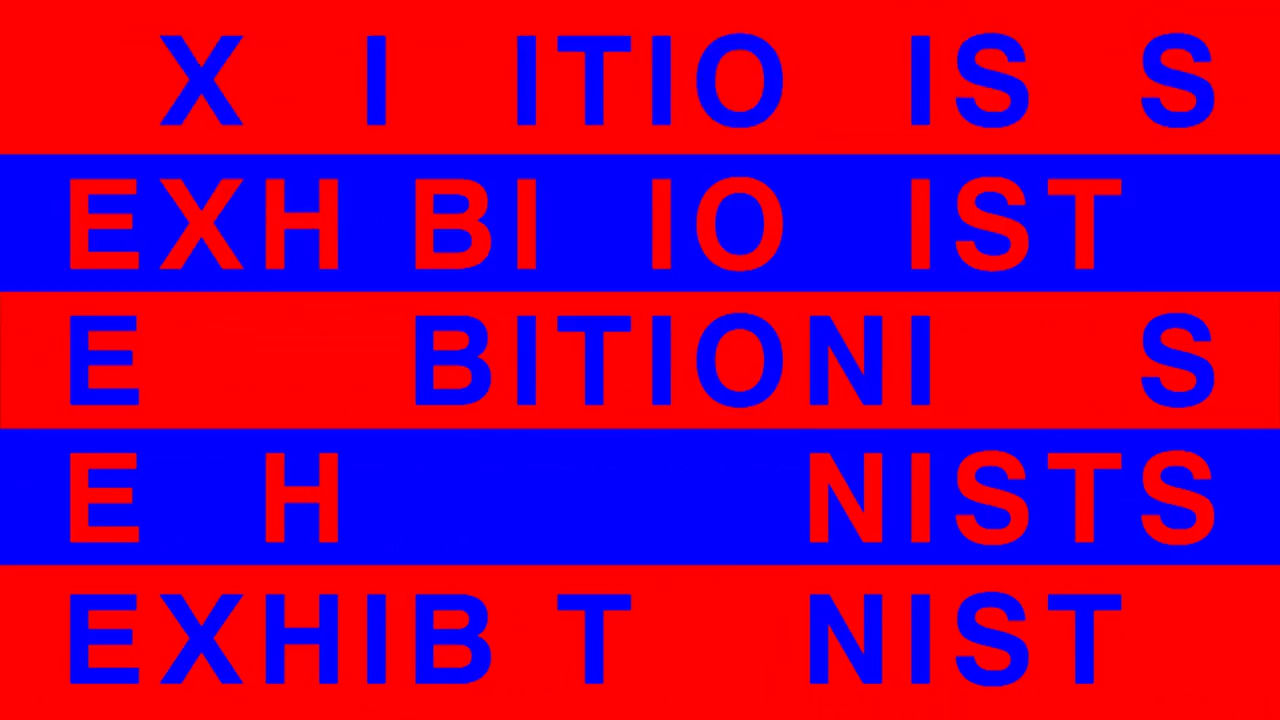 X I ITIO IS S
EXH BI IO IST
E BITIONI S
E H NISTS
EXHIB T NIST